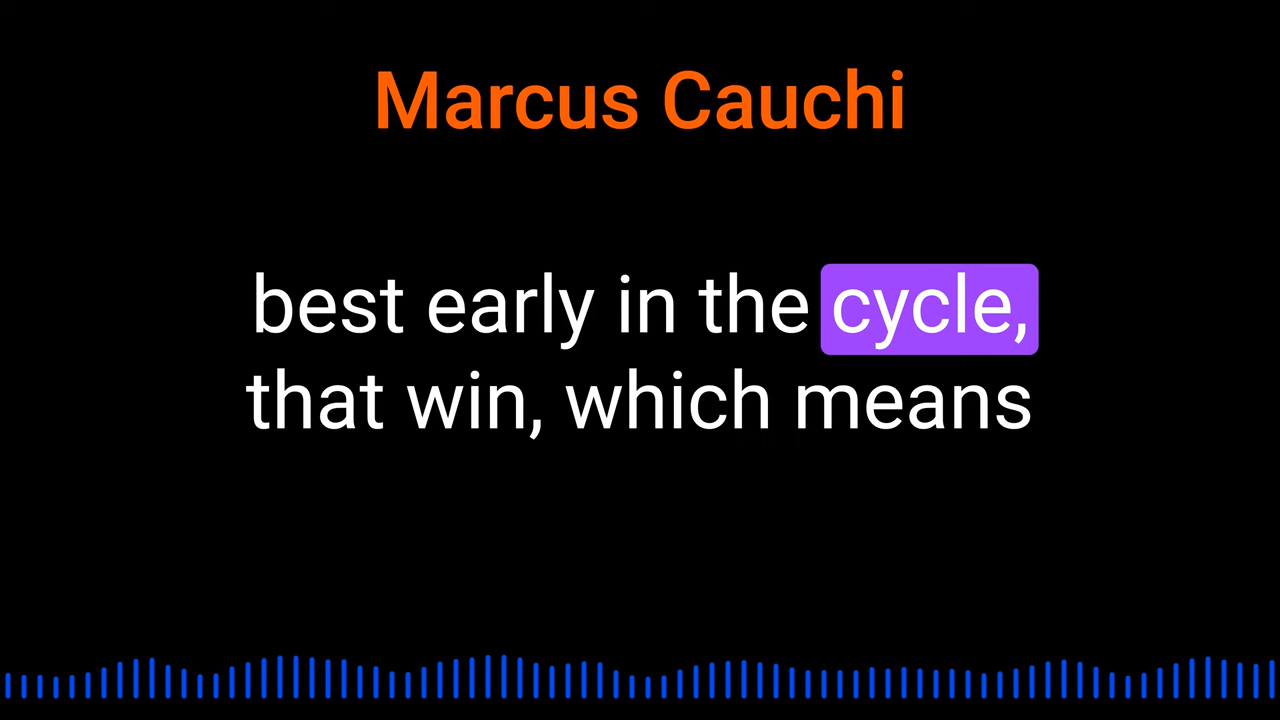 Marcus Cauchi
best early in the cycle,
that win, which means